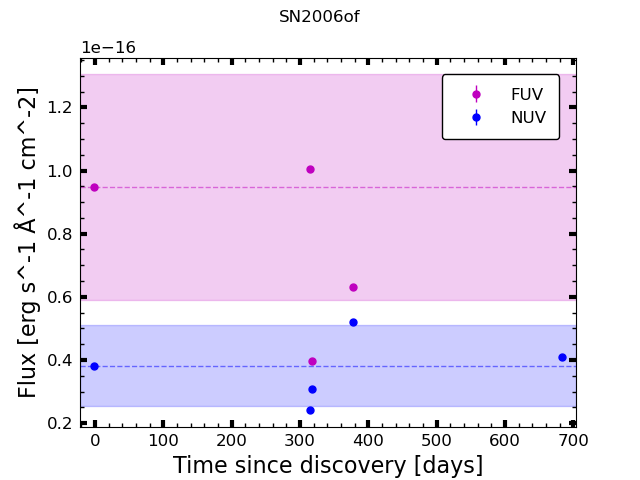 SN2006of
1e−16
FUV
NUV
1.2
1.0
0.8
0.6
0.4
0.2
Flux [erg s^-1 Å^-1 cm^-2]
0 100 200 300 400 500 600 700
Time since discovery [days]